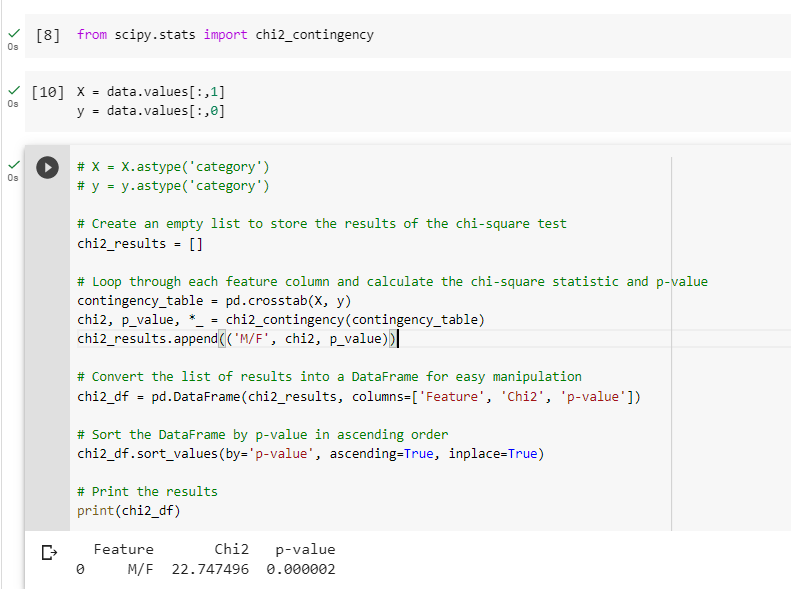 [8] from scipy.stats import chi2_contingency
0s
[10] X = data.values[:,1]
0s
y = data.values[:,0]
# X = X.astype('category')
0s
# y = y.astype('category')
# Create an empty list to store the results of the chi-square test
chi2_results = []
# Loop through each feature column and calculate the chi-square statistic and p-value
contingency_table = pd.crosstab(X, y)
chi2, p_value, *_ = chi2_contingency(contingency_table)
chi2_results.append(('M/F', chi2, p_value))
# Convert the list of results into a DataFrame for easy manipulation
chi2_df = pd.DataFrame(chi2_results, columns=['Feature', 'Chi2', 'p-value'])
# Sort the DataFrame by p-value in ascending order
chi2_df.sort_values(by='p-value', ascending=True, inplace=True)
# Print the results
print(chi2_df)
Feature Chi2 p-value
0 M/F 22.747496 0.000002